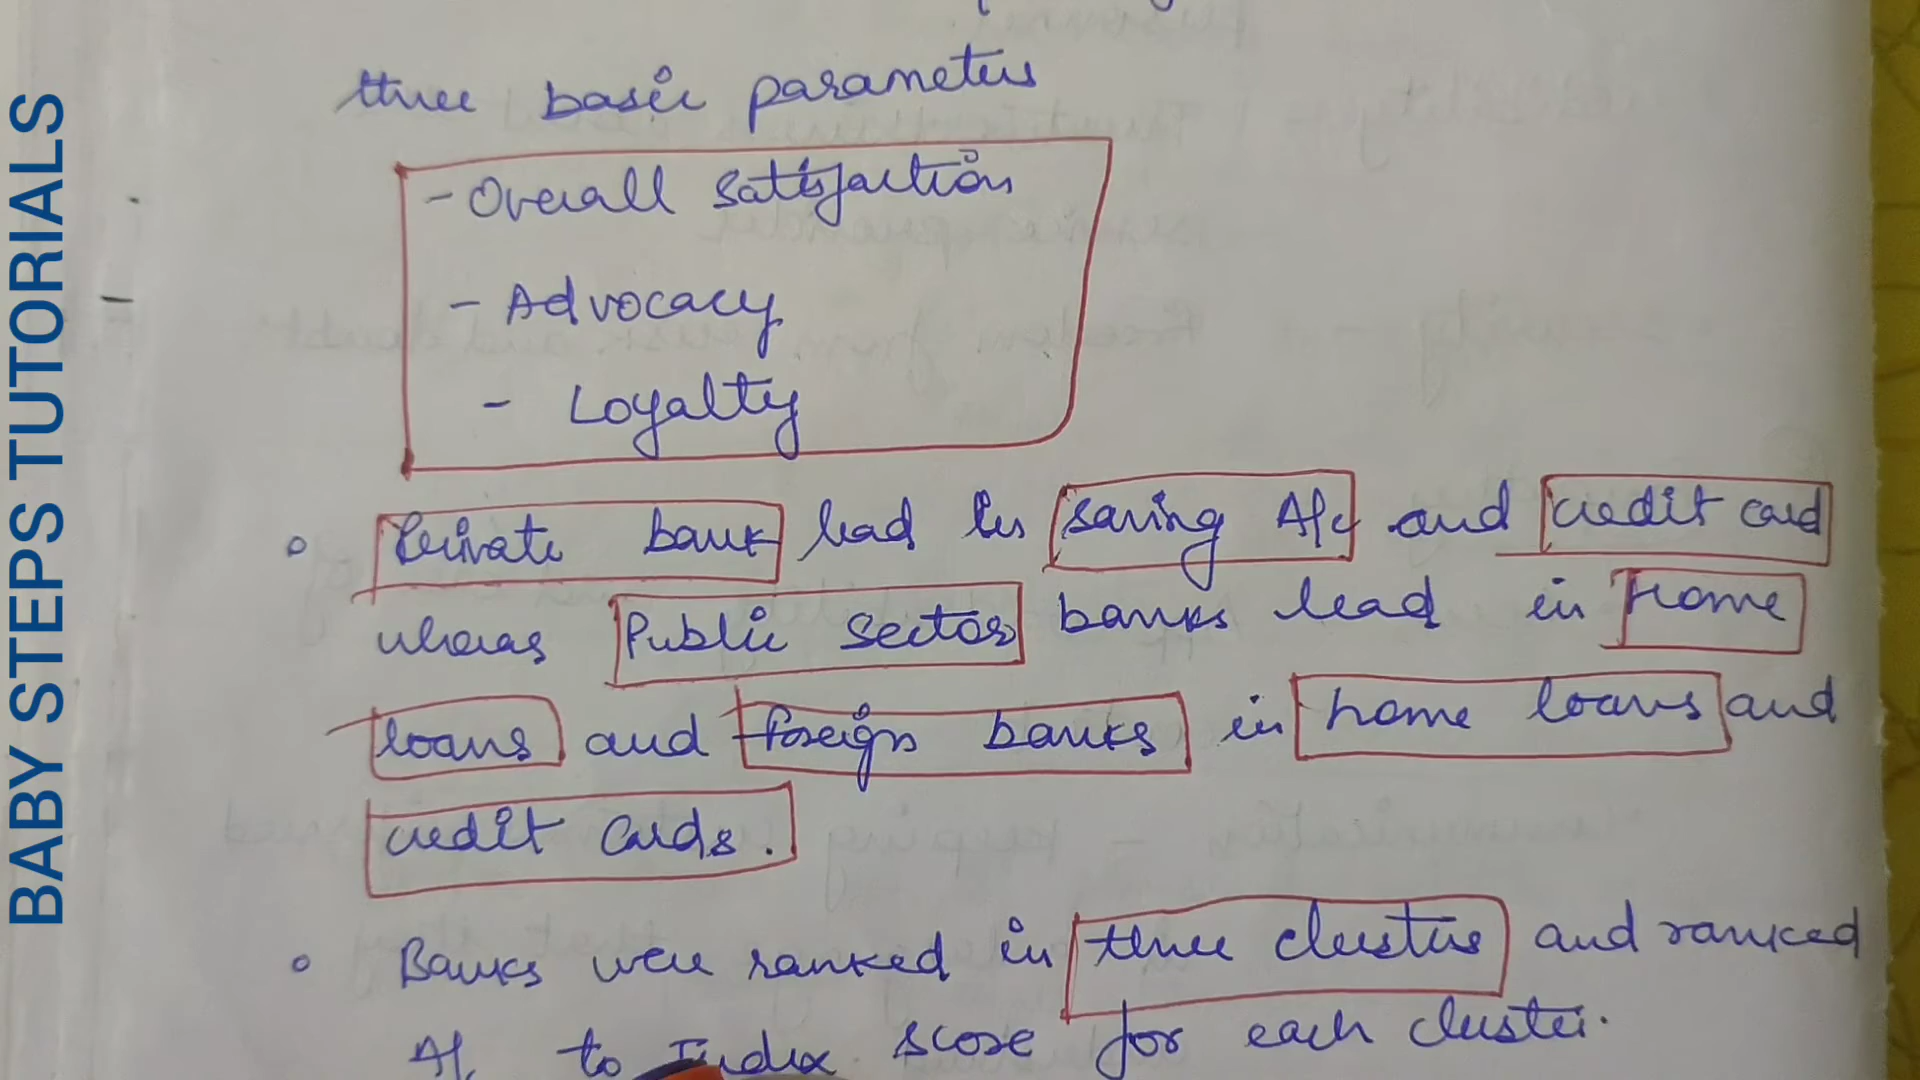 three basic parameters
- Overall satisfaction
- Advocacy
- Loyalty
Private bank lead in saving A/c and credit card
whereas Public sector banks lead in Home
loans and foreign banks in home loans and
credit cards.
Banks were ranked in three clusters and ranked
A/c to Index score for each cluster.
BABY STEPS TUTORIALS